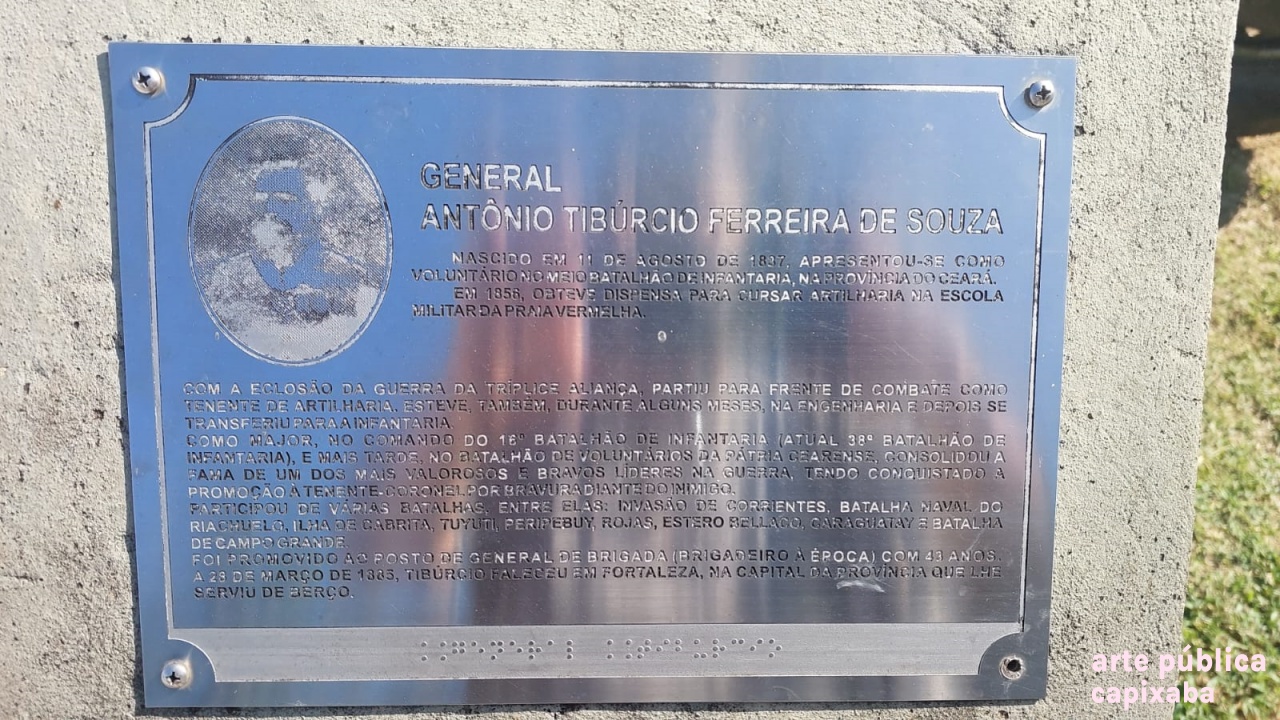 GENERAL
ANTÔNIO TIBÚRCIO FERREIRA DE SOUZA
NASCIDO EM 11 DE AGOSTO DE 1837, APRESENTOU-SE COMO
VOLUNTÁRIO NO MEIO BATALHÃO DE INFANTARIA, NA PROVÍNCIA DO CEARÁ.
EM 1856, OBTEVE DISPENSA PARA CURSAR ARTILHARIA NA ESCOLA
MILITAR DA PRAIA VERMELHA.
COM A ECLOSÃO DA GUERRA DA TRÍPLICE ALIANÇA, PARTIU PARA FRENTE DE COMBATE COMO
TENENTE DE ARTILHARIA. ESTEVE, TAMBÉM, DURANTE ALGUNS MESES, NA ENGENHARIA E DEPOIS SE
TRANSFERIU PARA A INFANTARIA.
COMO MAJOR, NO COMANDO DO 16º BATALHÃO DE INFANTARIA (ATUAL 38º BATALHÃO DE
INFANTARIA), E MAIS TARDE, NO BATALHÃO DE VOLUNTÁRIOS DA PÁTRIA CEARENSE, CONSOLIDOU A
FAMA DE UM DOS MAIS VALOROSOS E BRAVOS LÍDERES NA GUERRA, TENDO CONQUISTADO A
PROMOÇÃO A TENENTE-CORONEL POR BRAVURA DIANTE DO INIMIGO.
PARTICIPOU DE VÁRIAS BATALHAS, ENTRE ELAS: INVASÃO DE CORRIENTES, BATALHA NAVAL DO
RIACHUELO, ILHA DE CABRITA, TUYUTI, PERIPEBUY, ROJAS, ESTERO BELLACO, CARAGUATAY E BATALHA
DE CAMPO GRANDE.
FOI PROMOVIDO AO POSTO DE GENERAL DE BRIGADA (BRIGADEIRO À ÉPOCA) COM 43 ANOS.
A 28 DE MARÇO DE 1885, TIBÚRCIO FALECEU EM FORTALEZA, NA CAPITAL DA PROVÍNCIA QUE LHE
SERVIU DE BERÇO.
arte pública
capixaba